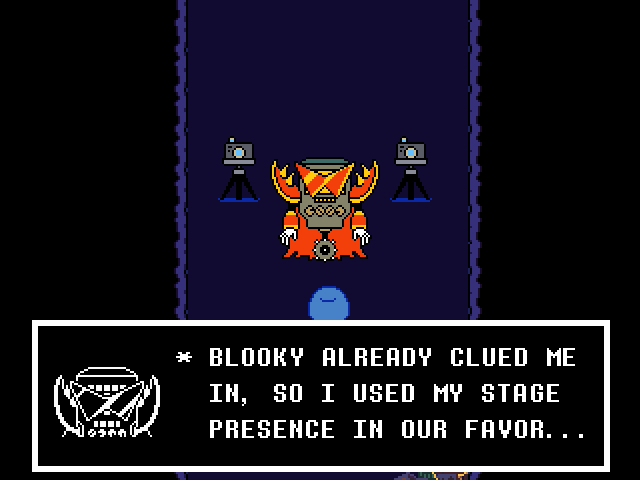 * BLOOKY ALREADY CLUED ME
IN, SO I USED MY STAGE
PRESENCE IN OUR FAVOR...